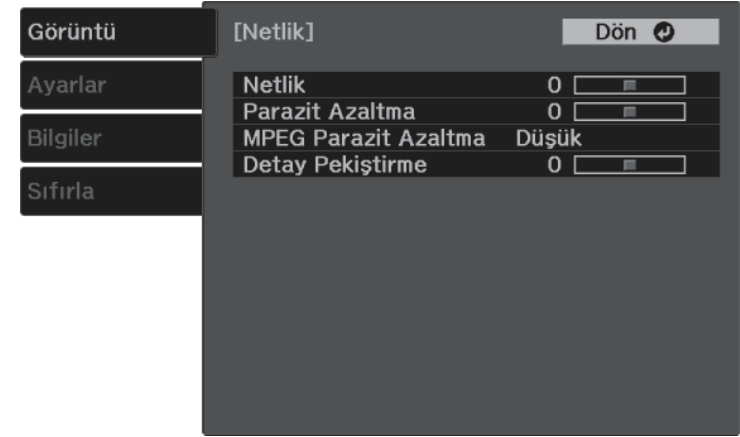 Görüntü
Ayarlar
Bilgiler
Sıfırla
[Netlik]
Dön
Netlik 0
Parazit Azaltma 0
MPEG Parazit Azaltma Düşük
Detay Pekiştirme 0